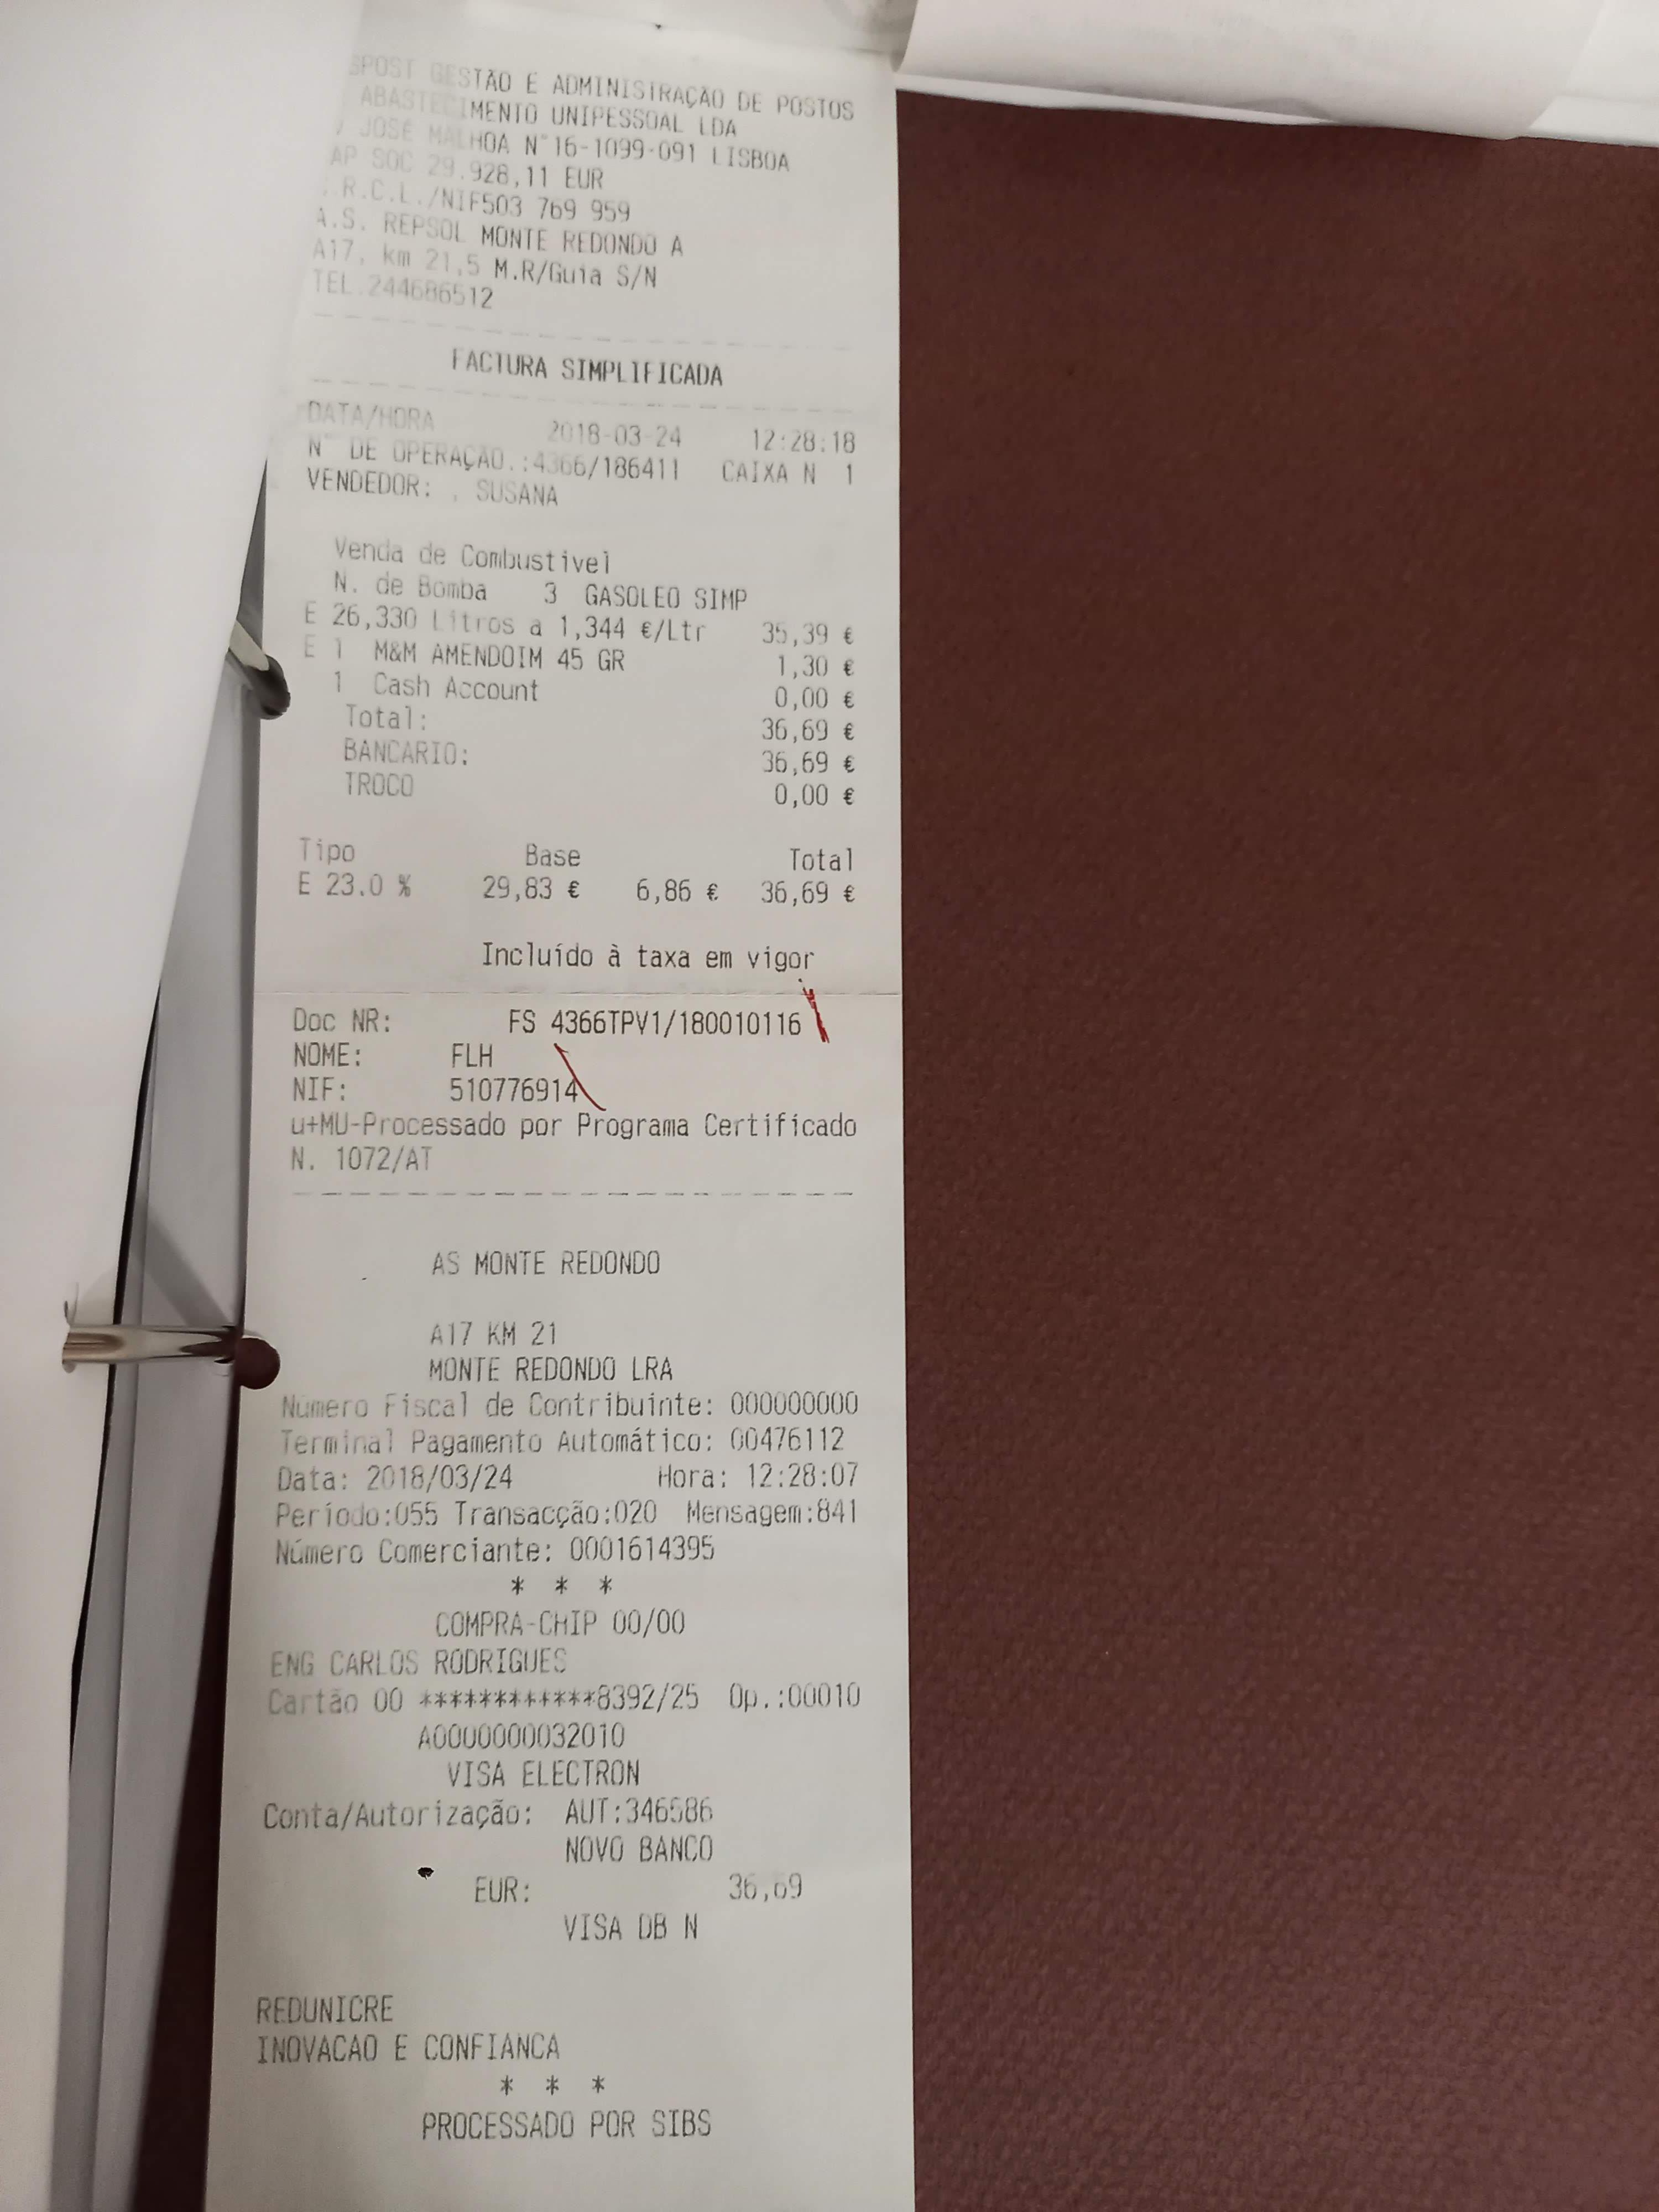 GESTÃO E ADMINISTRAÇÃO DE POSTOS
ABASTECIMENTO UNIPESSOAL LDA
JOSÉ MALHOA Nº16-1099-091 LISBOA
AP SOC 29.928,11 EUR
.R.C.L./NIF503 769 959
A.S. REPSOL MONTE REDONDO A
A17, km 21,5 M.R/Guia S/N
TEL.244686512
FACTURA SIMPLIFICADA
DATA/HORA 2018-03-24 12:28:18
Nº DE OPERAÇÃO.:4366/186411 CAIXA N 1
VENDEDOR: . SUSANA
Venda de Combustivel
N. de Bomba 3 GASOLEO SIMP
E 26,330 Litros a 1,344 €/Ltr 35,39 €
E 1 M&M AMENDOIM 45 GR 1,30 €
1 Cash Account 0,00 €
Total: 36,69 €
BANCARIO: 36,69 €
TROCO 0,00 €
Tipo Base Total
E 23.0 % 29,83 € 6,86 € 36,69 €
Incluído à taxa em vigor
Doc NR: FS 4366TPV1/180010116
NOME: FLH
NIF: 510776914
u+MU-Processado por Programa Certificado
N. 1072/AT
AS MONTE REDONDO
A17 KM 21
MONTE REDONDO LRA
Número Fiscal de Contribuinte: 000000000
Terminal Pagamento Automático: 00476112
Data: 2018/03/24 Hora: 12:28:07
Período:055 Transacção:020 Mensagem:841
Número Comerciante: 0001614395
* * *
COMPRA-CHIP 00/00
ENG CARLOS RODRIGUES
Cartão 00 ************8392/25 Op.:00010
A0000000032010
VISA ELECTRON
Conta/Autorização: AUT:346586
NOVO BANCO
EUR: 36,69
VISA DB N
REDUNICRE
INOVACAO E CONFIANCA
* * *
PROCESSADO POR SIBS